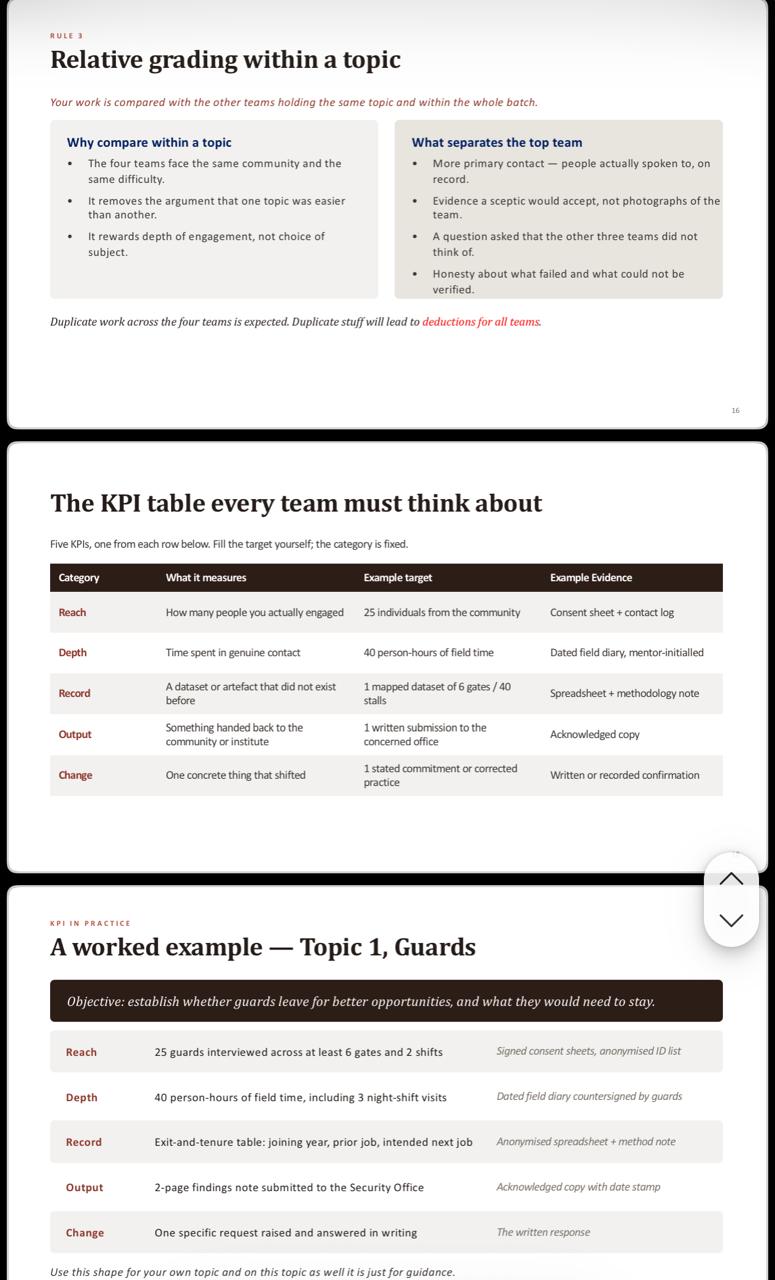 RULE 3
Relative grading within a topic
Your work is compared with the other teams holding the same topic and within the whole batch.
Why compare within a topic
• The four teams face the same community and the
same difficulty.
• It removes the argument that one topic was easier
than another.
• It rewards depth of engagement, not choice of
subject.
What separates the top team
• More primary contact — people actually spoken to, on
record.
• Evidence a sceptic would accept, not photographs of the
team.
• A question asked that the other three teams did not
think of.
• Honesty about what failed and what could not be
verified.
Duplicate work across the four teams is expected. Duplicate stuff will lead to deductions for all teams.
16
The KPI table every team must think about
Five KPIs, one from each row below. Fill the target yourself; the category is fixed.
Category What it measures Example target Example Evidence
Reach How many people you actually engaged 25 individuals from the community Consent sheet + contact log
Depth Time spent in genuine contact 40 person-hours of field time Dated field diary, mentor-initialled
Record A dataset or artefact that did not exist
before 1 mapped dataset of 6 gates / 40
stalls Spreadsheet + methodology note
Output Something handed back to the
community or institute 1 written submission to the
concerned office Acknowledged copy
Change One concrete thing that shifted 1 stated commitment or corrected
practice Written or recorded confirmation
KPI IN PRACTICE
A worked example — Topic 1, Guards
Objective: establish whether guards leave for better opportunities, and what they would need to stay.
Reach 25 guards interviewed across at least 6 gates and 2 shifts Signed consent sheets, anonymised ID list
Depth 40 person-hours of field time, including 3 night-shift visits Dated field diary countersigned by guards
Record Exit-and-tenure table: joining year, prior job, intended next job Anonymised spreadsheet + method note
Output 2-page findings note submitted to the Security Office Acknowledged copy with date stamp
Change One specific request raised and answered in writing The written response
Use this shape for your own topic and on this topic as well it is just for guidance.